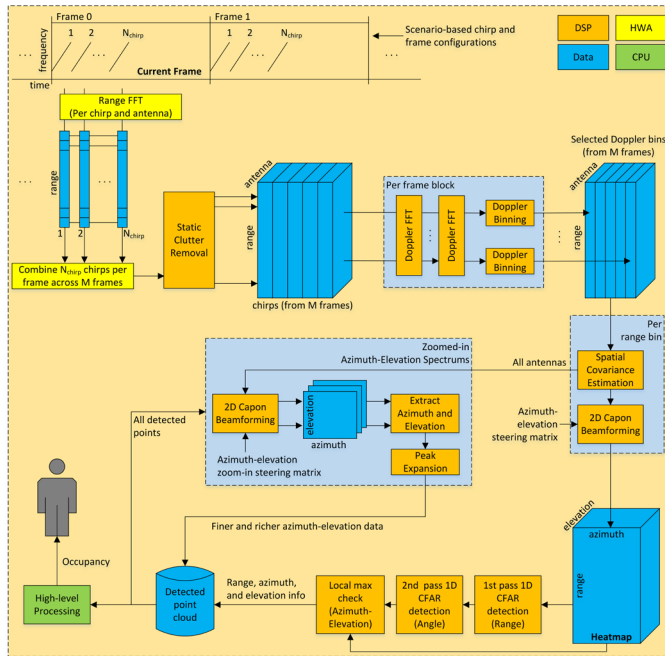 Frame 0
Frame 1
DSP
HWA
Data
CPU
frequency
1
2
N chirp
. . .
. . .
1
2
N chirp
. . .
. . .
Scenario-based chirp and
frame configurations
Current Frame
time
Range FFT
(Per chirp and antenna)
range
. . .
. . .
1
2
N chirp
Combine N chirp chirps per
frame across M frames
Static
Clutter
Removal
antenna
range
chirps (from M frames)
Per frame block
Doppler FFT
. . .
Doppler FFT
Doppler
Binning
Doppler
Binning
Selected Doppler bins
(from M frames)
antenna
range
Per
range bin
Spatial
Covariance
Estimation
2D Capon
Beamforming
Azimuth-
elevation
steering matrix
All antennas
Zoomed-in
Azimuth-Elevation Spectrums
2D Capon
Beamforming
elevation
azimuth
Extract
Azimuth and
Elevation
Peak
Expansion
Azimuth-elevation
zoom-in steering matrix
All detected
points
Finer and richer azimuth-elevation data
Occupancy
High-level
Processing
Detected
point
cloud
Range, azimuth,
and elevation info
Local max
check
(Azimuth-
Elevation)
2nd pass 1D
CFAR
detection
(Angle)
1st pass 1D
CFAR
detection
(Range)
elevation
azimuth
range
Heatmap